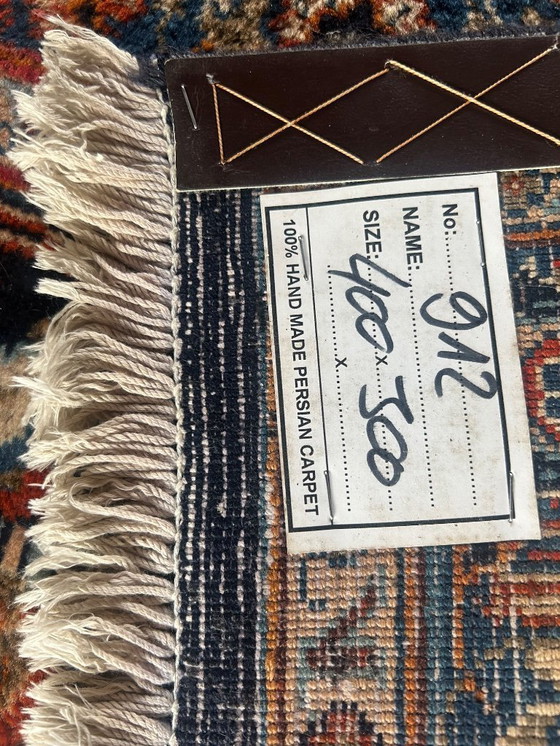 No:............912............
NAME:..............................
SIZE:....400....x....300....
..................x..................
100% HAND MADE PERSIAN CARPET